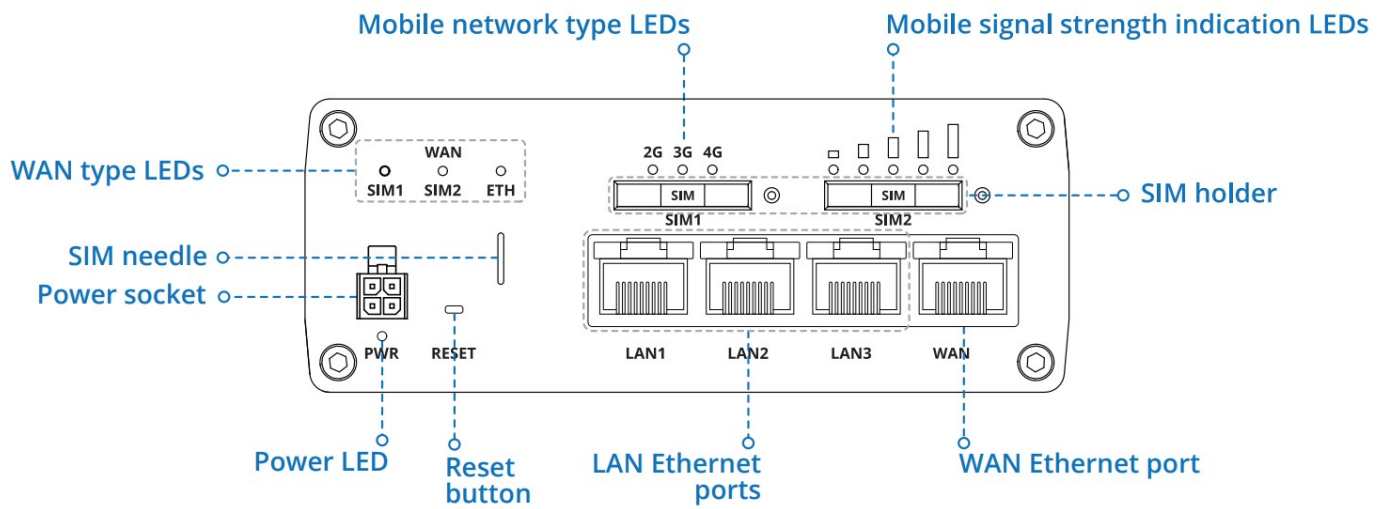 Mobile network type LEDs
Mobile signal strength indication LEDs
WAN type LEDs
WAN
SIM1 SIM2 ETH
2G 3G 4G
SIM
SIM1
SIM
SIM2
SIM holder
SIM needle
Power socket
PWR RESET
LAN1 LAN2 LAN3 WAN
Power LED
Reset
button
LAN Ethernet
ports
WAN Ethernet port